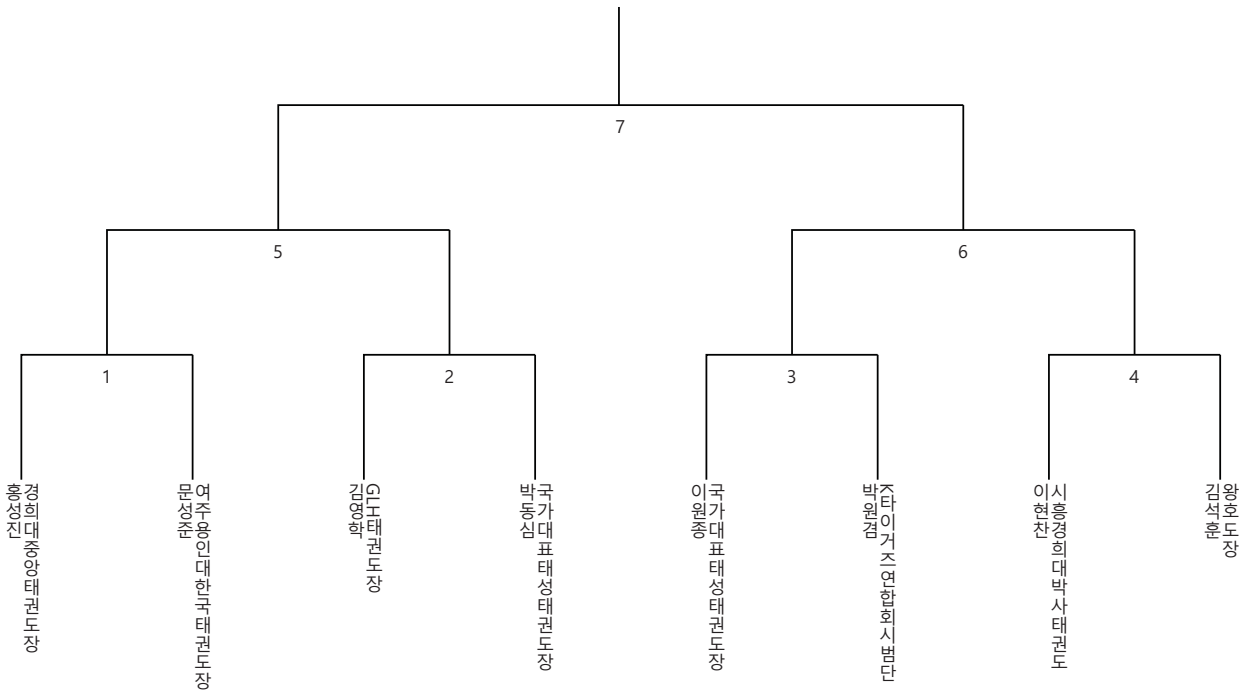 7
5
6
1
2
3
4
홍성진
경희대중앙태권도장
문성준
여주용인대한국태권도장
김영학
GLH태권도장
박동심
국가대표태성태권도장
이원종
국가대표태성태권도장
박원겸
K타이거즈연합회시범단
이현찬
시흥경희대박사태권도
김석훈
왕호도장